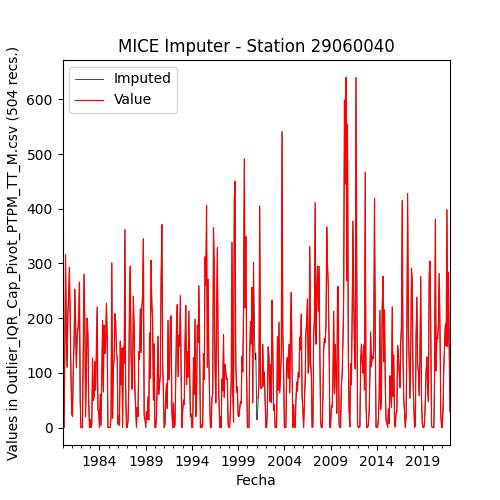 MICE Imputer - Station 29060040
Imputed
Value
Values in Outlier_IQR_Cap_Pivot_PTPM_TT_M.csv (504 recs.)
600
500
400
300
200
100
0
1984 1989 1994 1999 2004 2009 2014 2019
Fecha